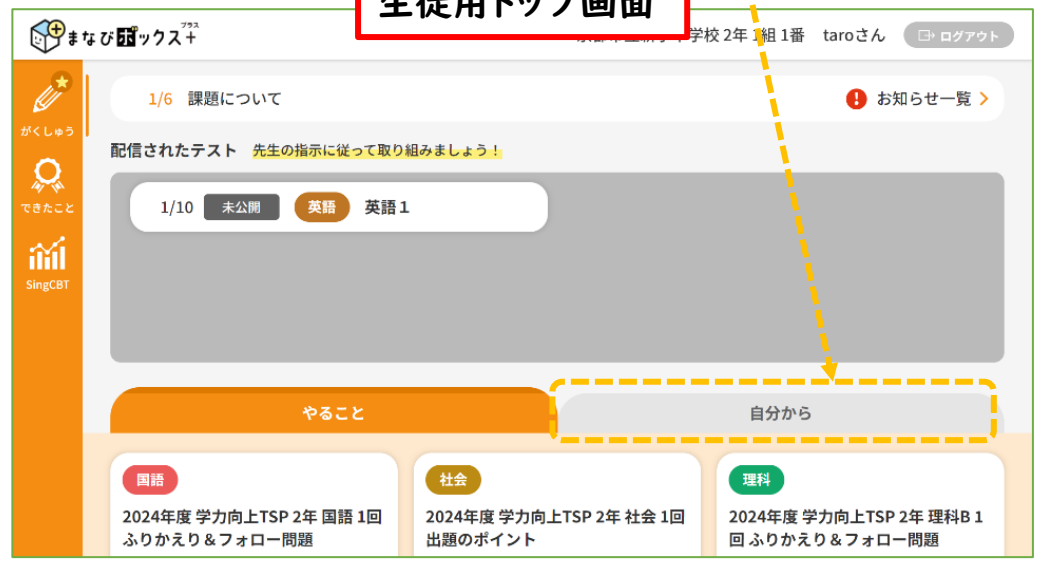 生徒用トップ画面
まなびボックスプラス+
校 2年 1組 1番 taroさん ログアウト
がくしゅう
できたこと
SingCBT
1/6 課題について
お知らせ一覧
配信されたテスト 先生の指示に従って取り組みましょう!
1/10 未公開 英語 英語1
やること
自分から
国語
2024年度 学力向上TSP 2年 国語 1回
ふりかえり&フォロー問題
社会
2024年度 学力向上TSP 2年 社会 1回
出題のポイント
理科
2024年度 学力向上TSP 2年 理科B 1
回 ふりかえり&フォロー問題